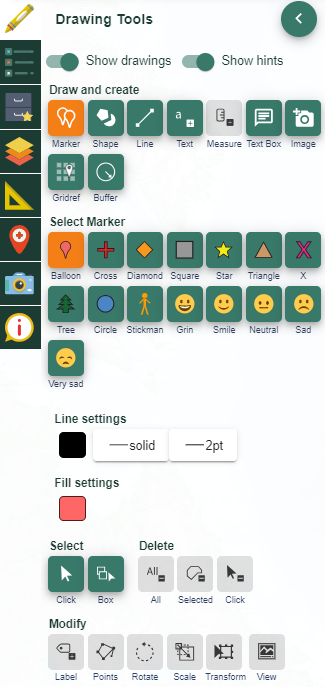 Drawing Tools
Show drawings Show hints
Draw and create
a
Marker Shape Line Text Measure Text Box Image
Gridref Buffer
Select Marker
Balloon Cross Diamond Square Star Triangle X
Tree Circle Stickman Grin Smile Neutral Sad
Very sad
Line settings
solid 2pt
Fill settings
Select Delete
All
Click Box All Selected Click
Modify
Label Points Rotate Scale Transform View